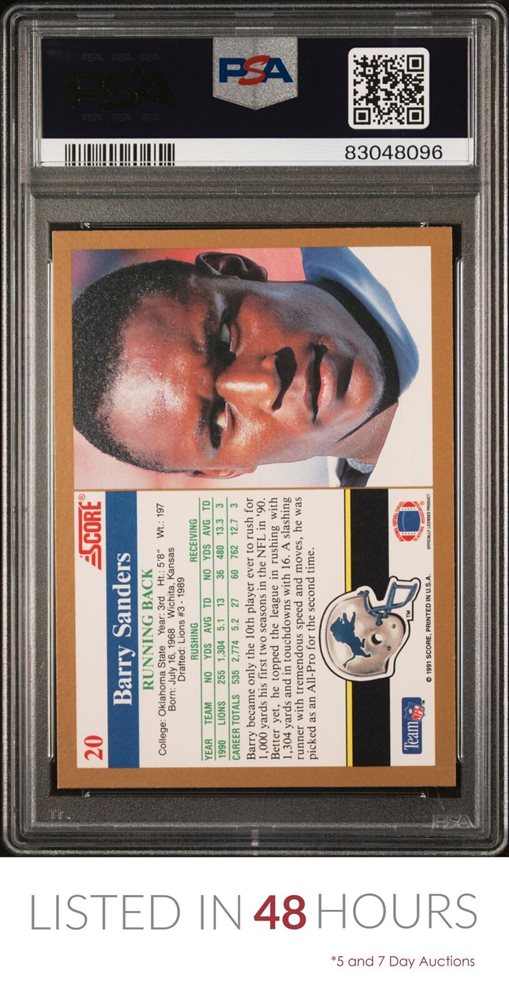 PSA
83048096
20
SCORE®
Barry Sanders
RUNNING BACK
College: Oklahoma State Year: 3rd Ht.: 5'8" Wt.: 197
Born: July 16, 1968 Wichita, Kansas
Drafted: Lions #3 - 1989
RUSHING RECEIVING
YEAR TEAM NO YDS AVG TD NO YDS AVG TD
1990 LIONS 255 1,304 5.1 13 36 480 13.3 3
CAREER TOTALS 535 2,774 5.2 27 60 762 12.7 3
Barry became only the 10th player ever to rush for
1,000 yards his first two seasons in the NFL in '90.
Better yet, he topped the league in rushing with
1,304 yards and in touchdowns with 16. A slashing
runner with tremendous speed and moves, he was
picked as an All-Pro for the second time.
TM
Team NFL
© 1991 SCORE, PRINTED IN U.S.A.
OFFICIALLY LICENSED PRODUCT
PSA
LISTED IN 48 HOURS
*5 and 7 Day Auctions